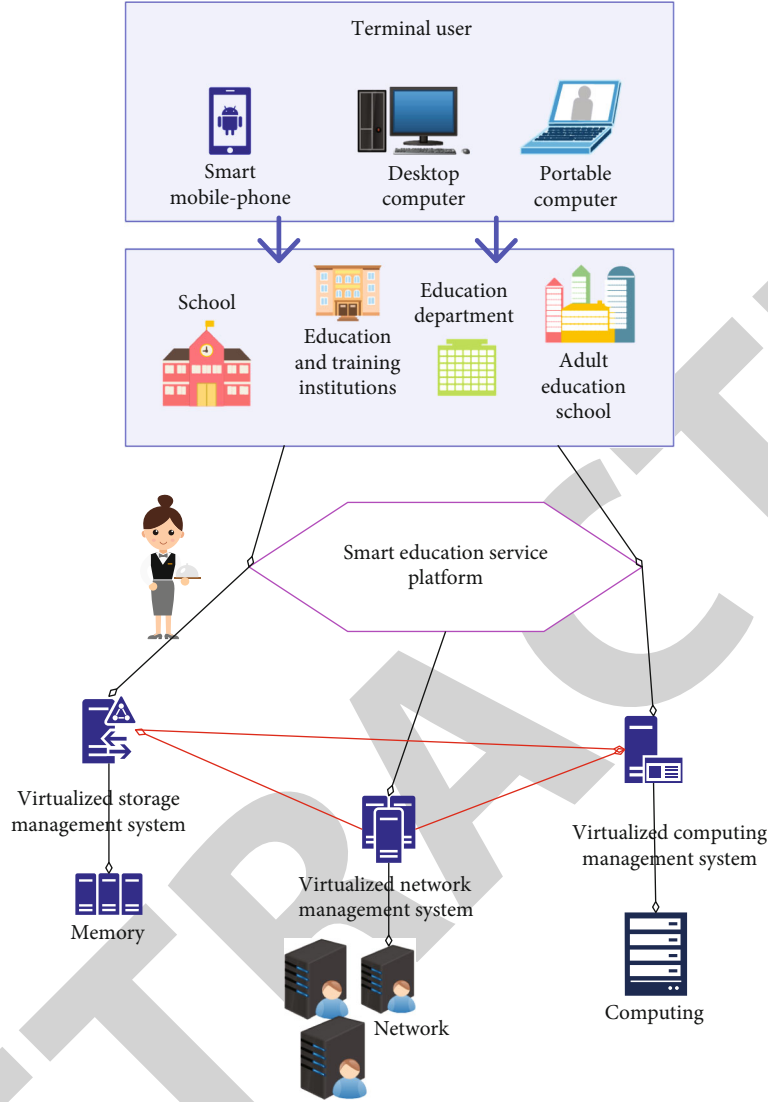 Terminal user
Smart
mobile-phone
Desktop
computer
Portable
computer
School
Education
and training
institutions
Education
department
Adult
education
school
Smart education service
platform
Virtualized storage
management system
Virtualized network
management system
Virtualized computing
management system
Memory
Network
Computing